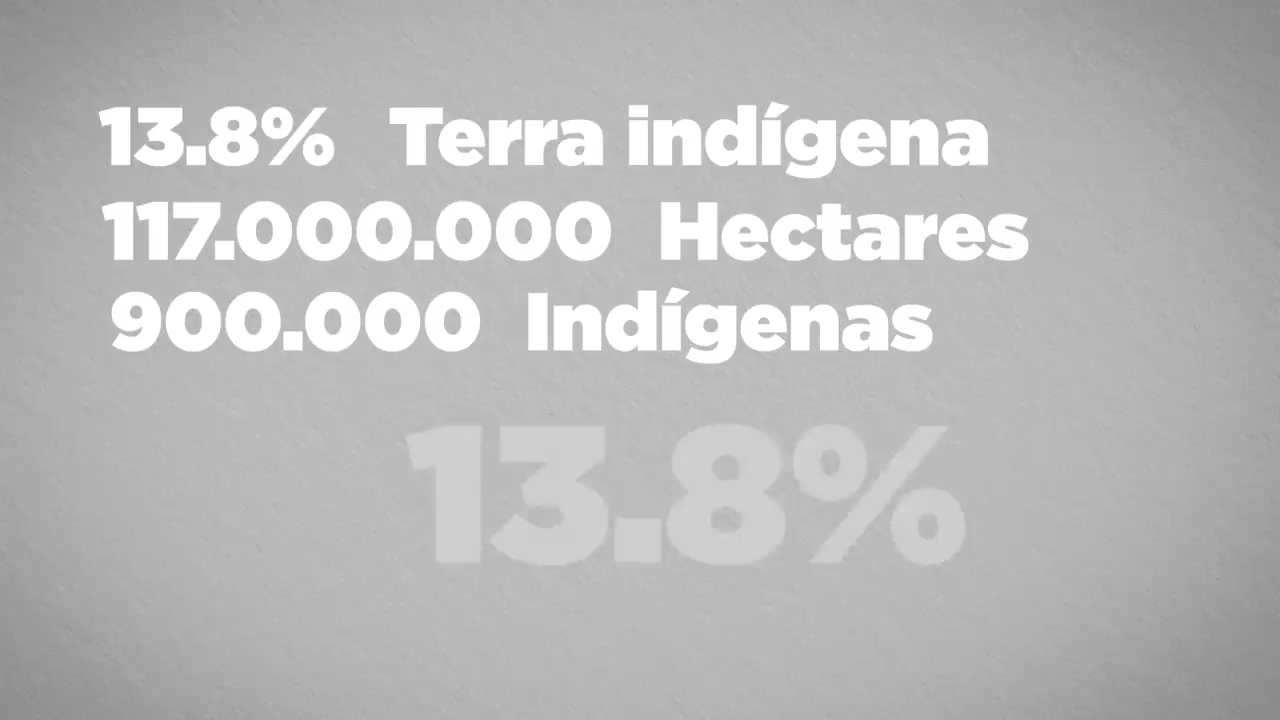 13.8% Terra indígena
117.000.000 Hectares
900.000 Indígenas
13.8%